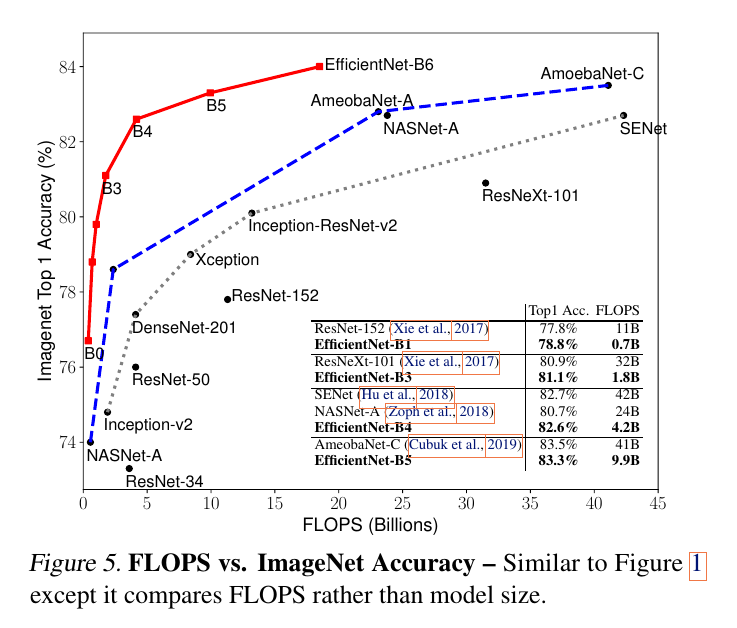 84
82
80
78
76
74
Imagenet Top 1 Accuracy (%)
EfficientNet-B6
AmoebaNet-C
B5
AmeobaNet-A
B4
NASNet-A
SENet
B3
ResNeXt-101
Inception-ResNet-v2
Xception
ResNet-152
DenseNet-201
B0
ResNet-50
Inception-v2
NASNet-A
ResNet-34
Top1 Acc. FLOPS
ResNet-152 (Xie et al., 2017) 77.8% 11B
EfficientNet-B1 78.8% 0.7B
ResNeXt-101 (Xie et al., 2017) 80.9% 32B
EfficientNet-B3 81.1% 1.8B
SENet (Hu et al., 2018) 82.7% 42B
NASNet-A (Zoph et al., 2018) 80.7% 24B
EfficientNet-B4 82.6% 4.2B
AmeobaNet-C (Cubuk et al., 2019) 83.5% 41B
EfficientNet-B5 83.3% 9.9B
0 5 10 15 20 25 30 35 40 45
FLOPS (Billions)
Figure 5. FLOPS vs. ImageNet Accuracy – Similar to Figure 1
except it compares FLOPS rather than model size.